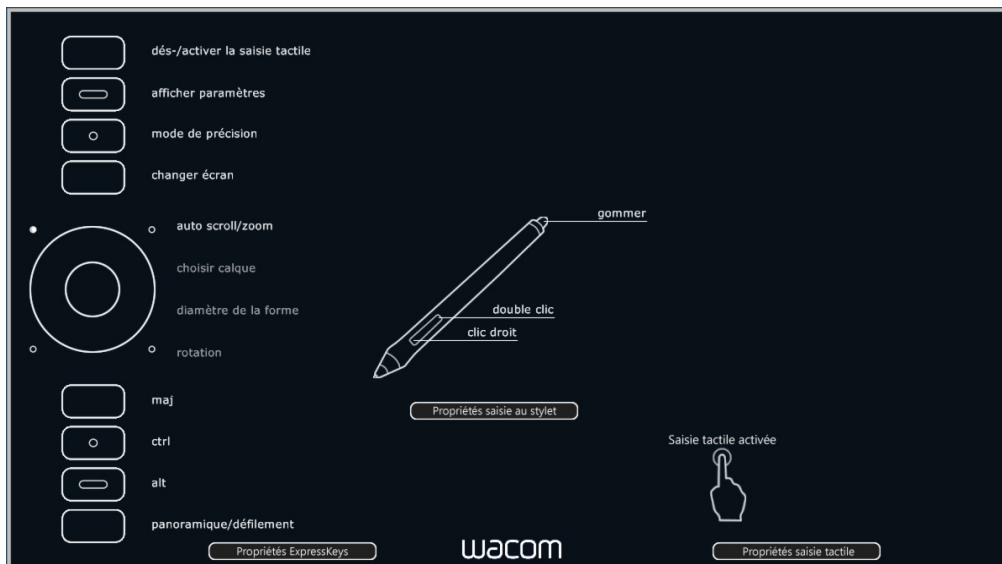 dés-/activer la saisie tactile
afficher paramètres
mode de précision
changer écran
auto scroll/zoom
choisir calque
diamètre de la forme
rotation
maj
ctrl
alt
panoramique/défilement
Propriétés ExpressKeys
gommer
double clic
clic droit
Propriétés saisie au stylet
wacom
Saisie tactile activée
Propriétés saisie tactile